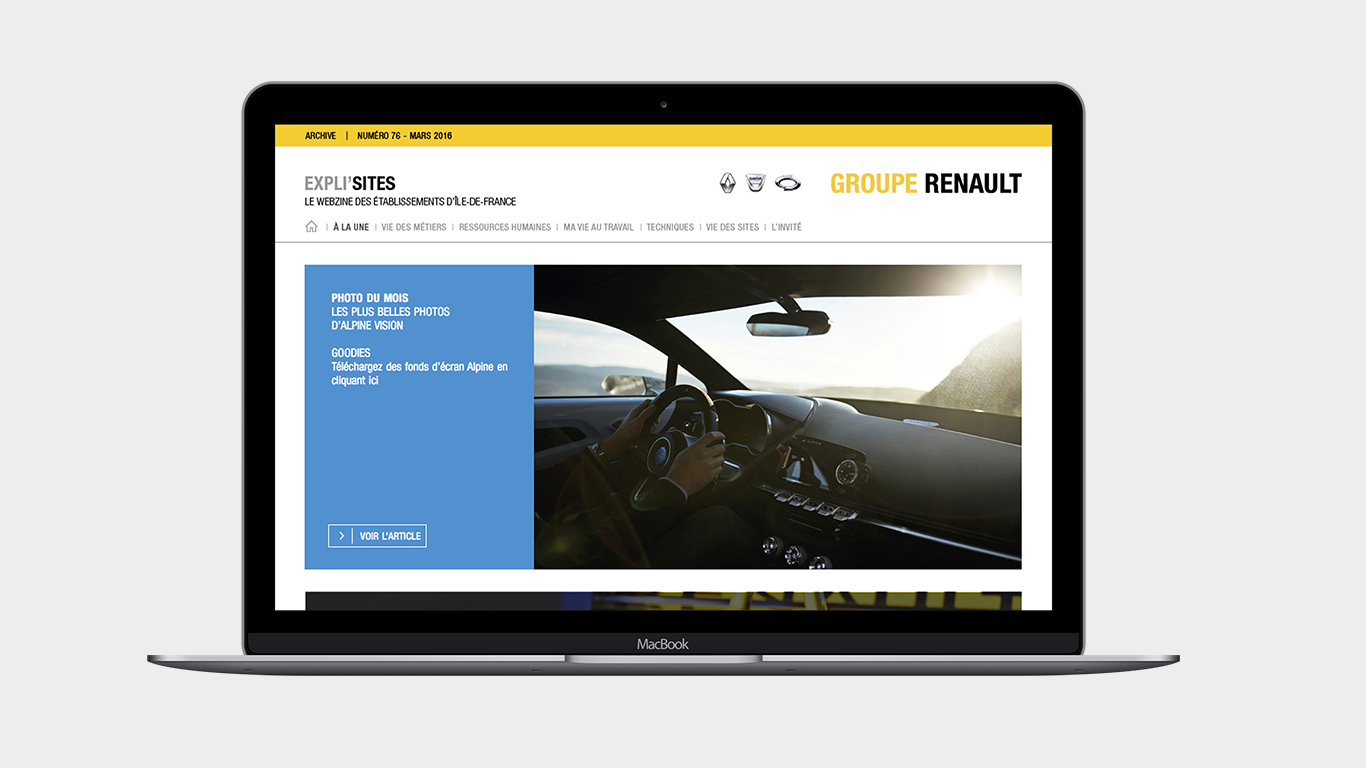 ARCHIVE | NUMÉRO 76 - MARS 2016
EXPLI'SITES
LE WEBZINE DES ÉTABLISSEMENTS D'ÎLE-DE-FRANCE
GROUPE RENAULT
| À LA UNE | VIE DES MÉTIERS | RESSOURCES HUMAINES | MA VIE AU TRAVAIL | TECHNIQUES | VIE DES SITES | L'INVITÉ
PHOTO DU MOIS
LES PLUS BELLES PHOTOS
D'ALPINE VISION
GOODIES
Téléchargez des fonds d'écran Alpine en
cliquant ici
> | VOIR L'ARTICLE
MacBook